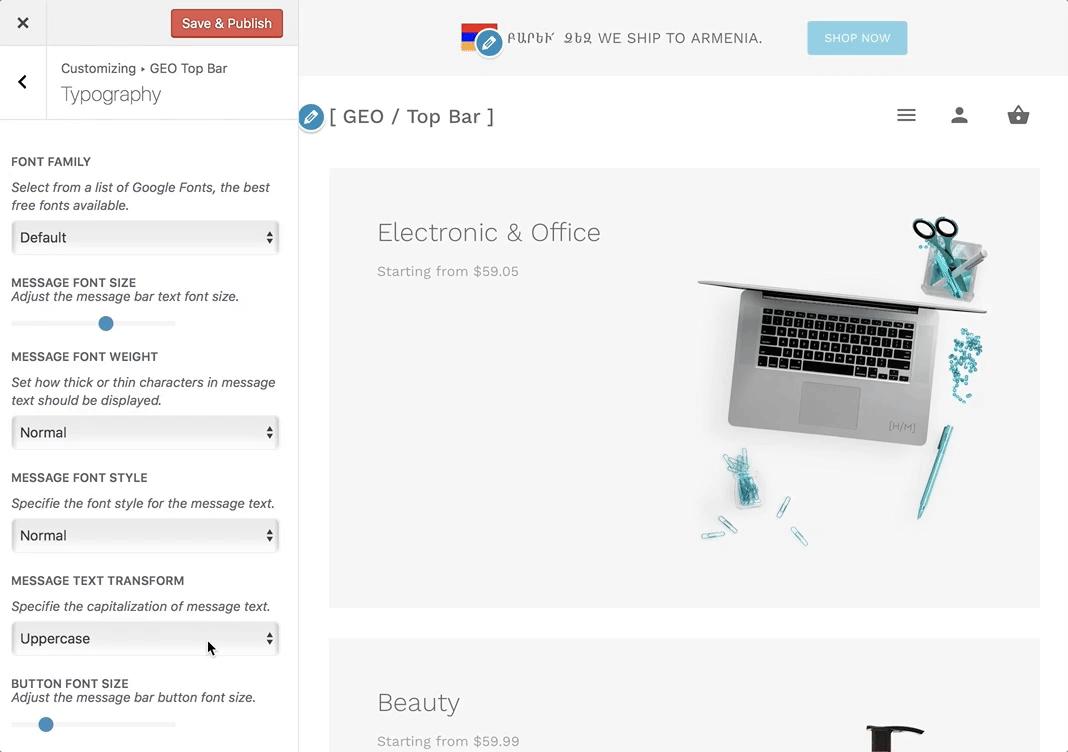 Save & Publish
Customizing ▸ GEO Top Bar
Typography
FONT FAMILY
Select from a list of Google Fonts, the best
free fonts available.
Default
MESSAGE FONT SIZE
Adjust the message bar text font size.
MESSAGE FONT WEIGHT
Set how thick or thin characters in message
text should be displayed.
Normal
MESSAGE FONT STYLE
Specifie the font style for the message text.
Normal
MESSAGE TEXT TRANSFORM
Specifie the capitalization of message text.
Uppercase
BUTTON FONT SIZE
Adjust the message bar button font size.
ԲԱՐԵՒ ՁԵԶ WE SHIP TO ARMENIA.
SHOP NOW
[ GEO / Top Bar ]
Electronic & Office
Starting from $59.05
[H/M]
Beauty
Starting from $59.99